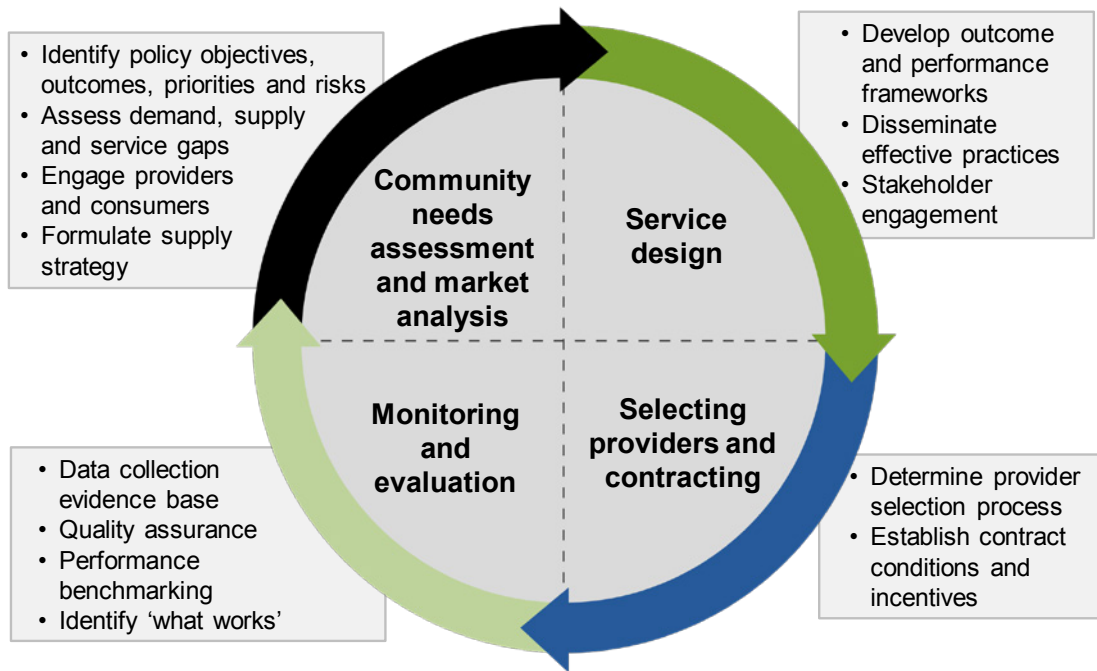 • Identify policy objectives,
outcomes, priorities and risks
• Assess demand, supply
and service gaps
• Engage providers
and consumers
• Formulate supply
strategy
• Develop outcome
and performance
frameworks
• Disseminate
effective practices
• Stakeholder
engagement
Community
needs
assessment
and market
analysis
Service
design
Monitoring
and
evaluation
Selecting
providers and
contracting
• Data collection
evidence base
• Quality assurance
• Performance
benchmarking
• Identify ‘what works’
• Determine provider
selection process
• Establish contract
conditions and
incentives